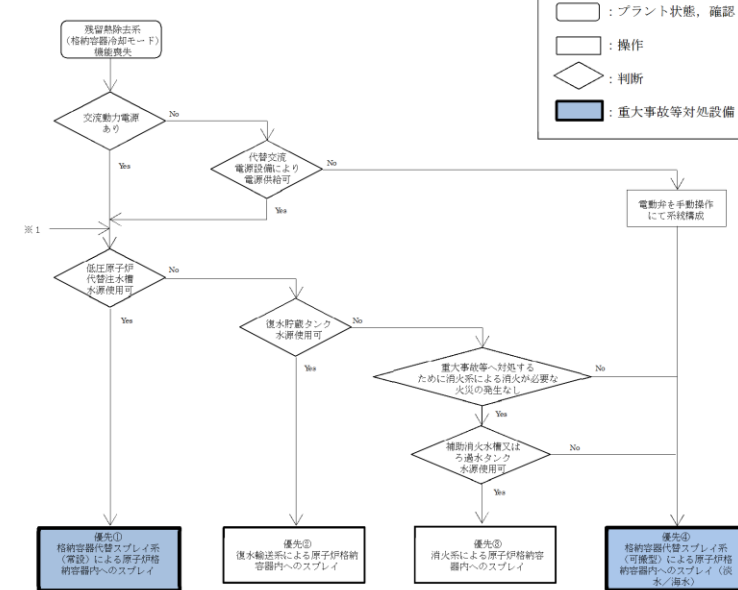 ：プラント状態，確認
：操作
：判断
：重大事故等対処設備
残留熱除去系
（格納容器冷却モード）
機能喪失
交流動力電源
あり
No
Yes
代替交流
電源設備により
電源供給可
No
Yes
電動弁を手動操作
にて系統構成
※1
低圧原子炉
代替注水槽
水源使用可
No
Yes
復水貯蔵タンク
水源使用可
No
Yes
重大事故等へ対処する
ために消火系による消火が必要な
火災の発生なし
No
Yes
補助消火水槽又は
ろ過水タンク
水源使用可
No
Yes
優先①
格納容器代替スプレイ系
（常設）による原子炉格
納容器内へのスプレイ
優先②
復水輸送系による原子炉格納
容器内へのスプレイ
優先③
消火系による原子炉格納容
器内へのスプレイ
優先④
格納容器代替スプレイ系
（可搬型）による原子炉格
納容器内へのスプレイ（淡
水／海水）